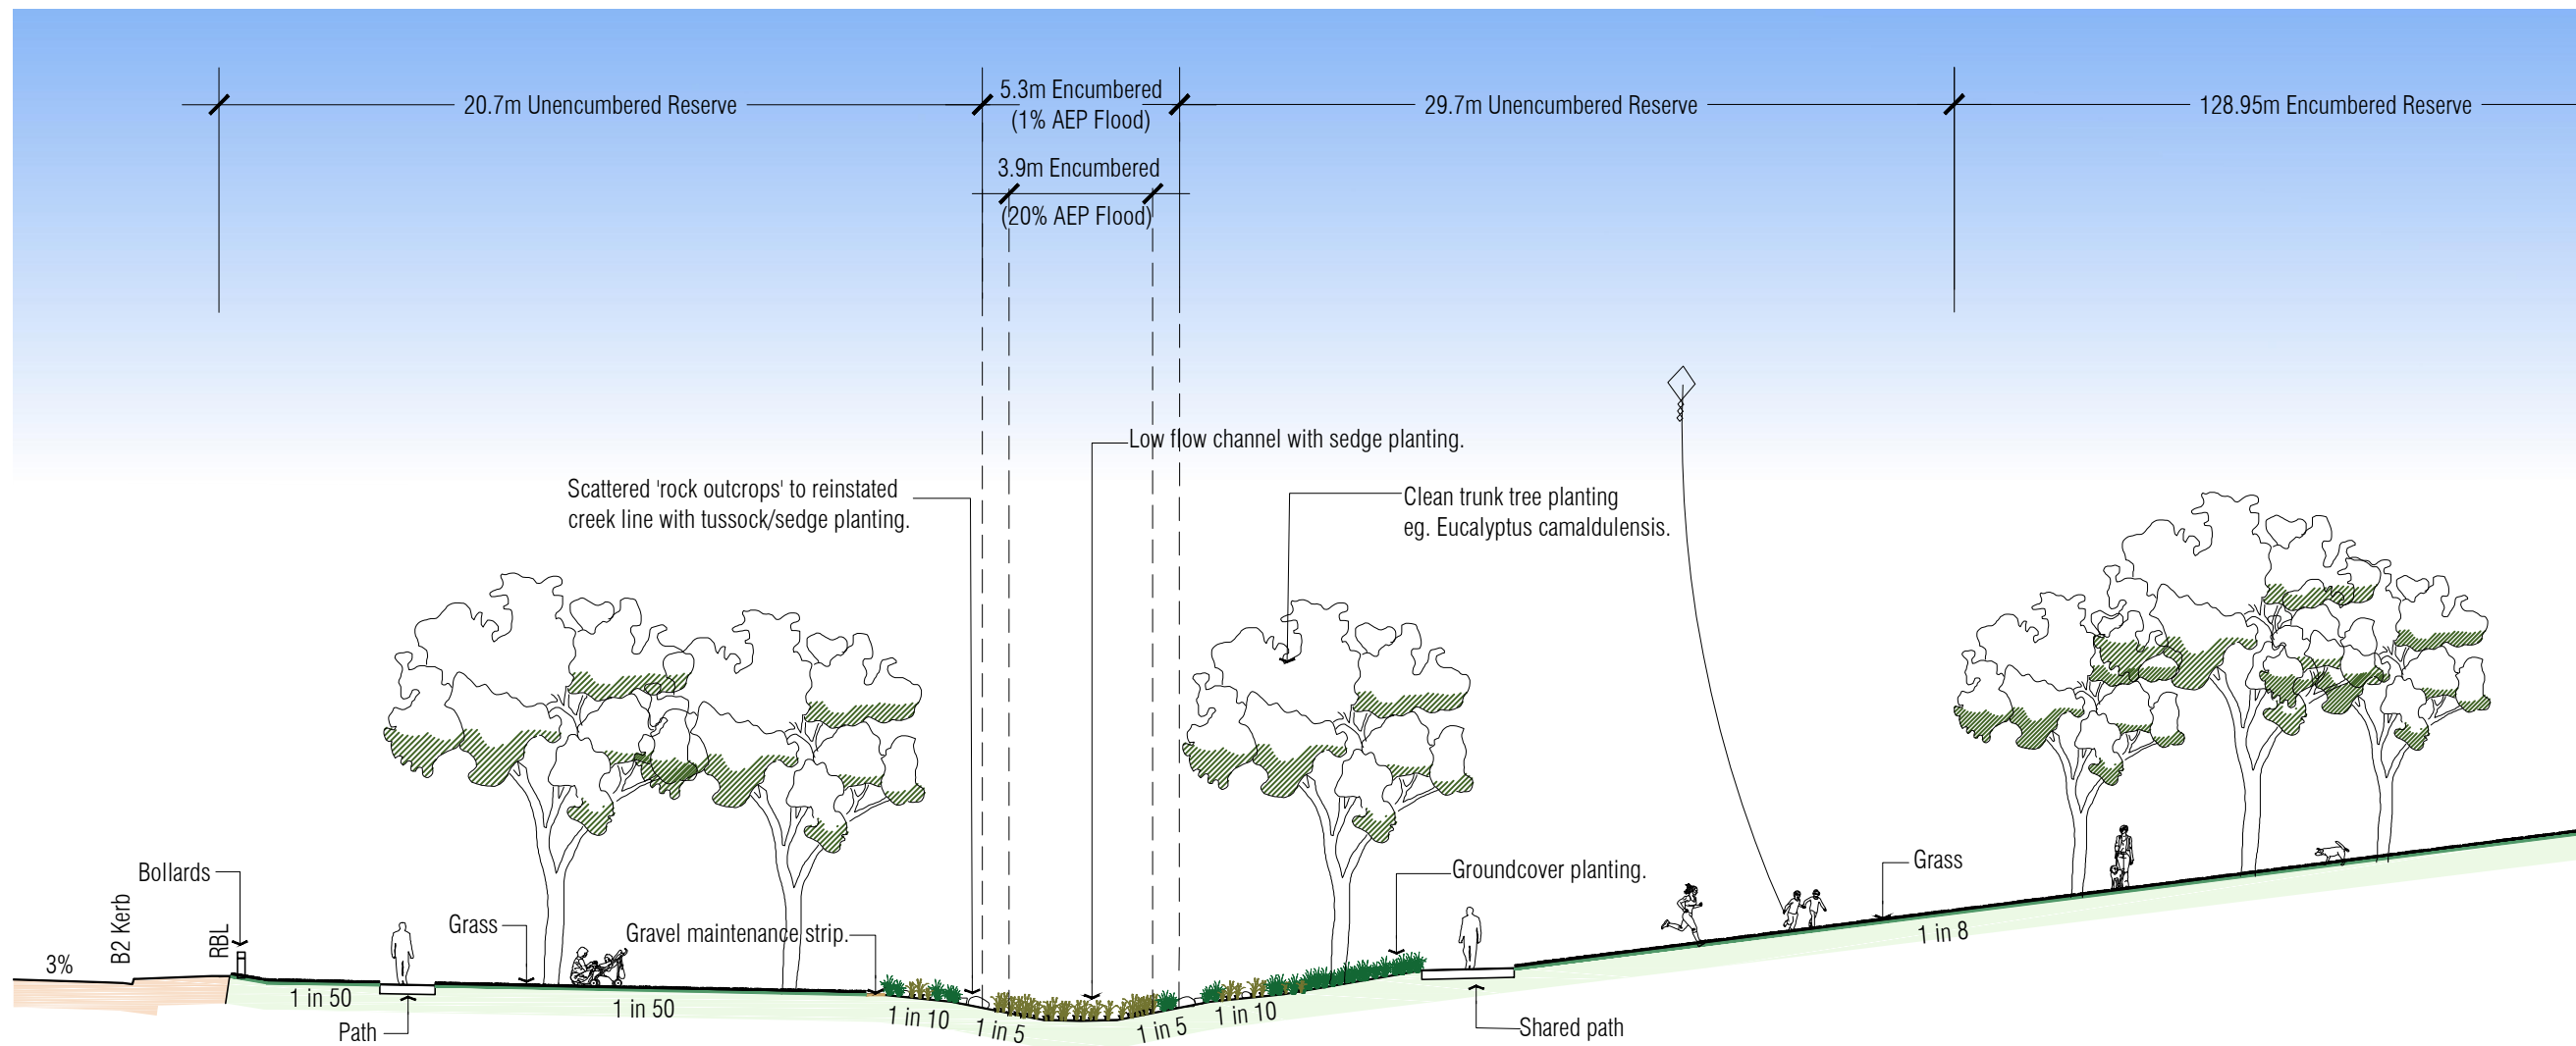 20.7m Unencumbered Reserve
5.3m Encumbered
(1% AEP Flood)
29.7m Unencumbered Reserve
128.95m Encumbered Reserve
3.9m Encumbered
(20% AEP Flood)
Low flow channel with sedge planting.
Scattered 'rock outcrops' to reinstated
creek line with tussock/sedge planting.
Clean trunk tree planting
eg. Eucalyptus camaldulensis.
Bollards
Groundcover planting.
Grass
B2 Kerb
RBL
Grass
Gravel maintenance strip.
3%
1 in 8
1 in 50
1 in 50
1 in 10
1 in 5
1 in 5
1 in 10
Path
Shared path